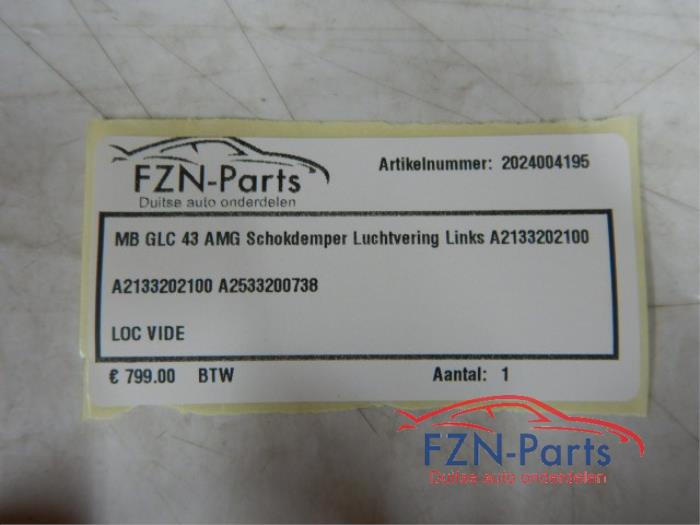 FZN-Parts
Duitse auto onderdelen
Artikelnummer: 2024004195
MB GLC 43 AMG Schokdemper Luchtvering Links A2133202100
A2133202100 A2533200738
LOC VIDE
€ 799.00 BTW
Aantal: 1
FZN-Parts
Duitse auto onderdelen